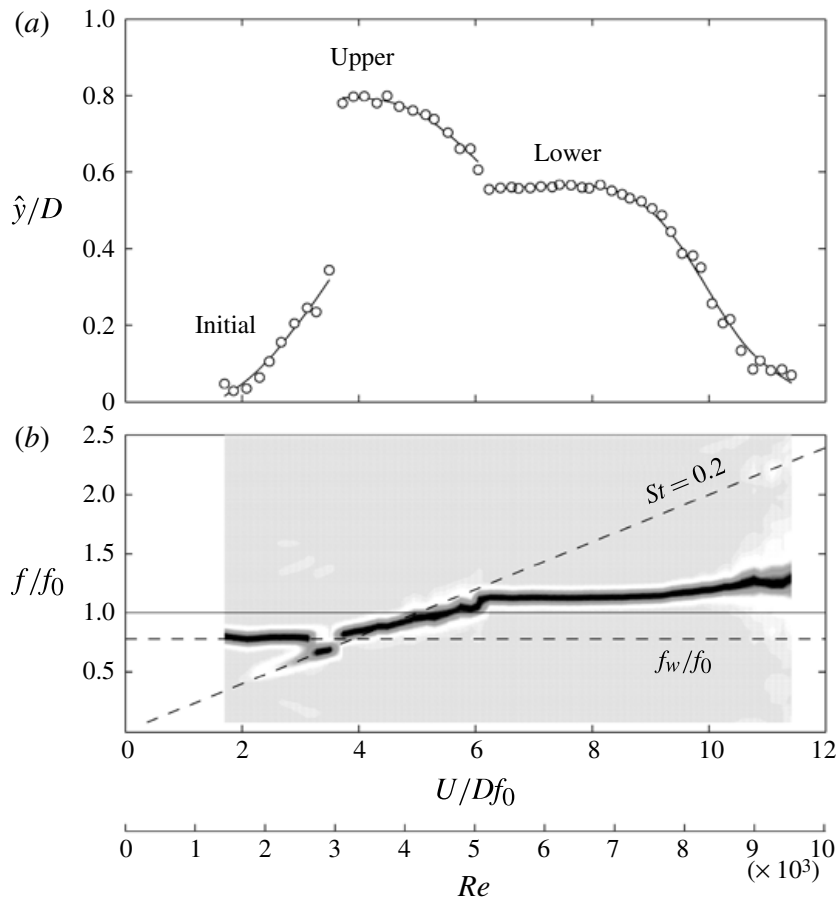 (a)
1.0
0.8
0.6
0.4
0.2
0
ŷ/D
Upper
Lower
Initial
(b)
2.5
2.0
1.5
1.0
0.5
f/f₀
St = 0.2
f_w/f₀
0 2 4 6 8 10 12
U/Df₀
0 1 2 3 4 5 6 7 8 9 10
(× 10³)
Re